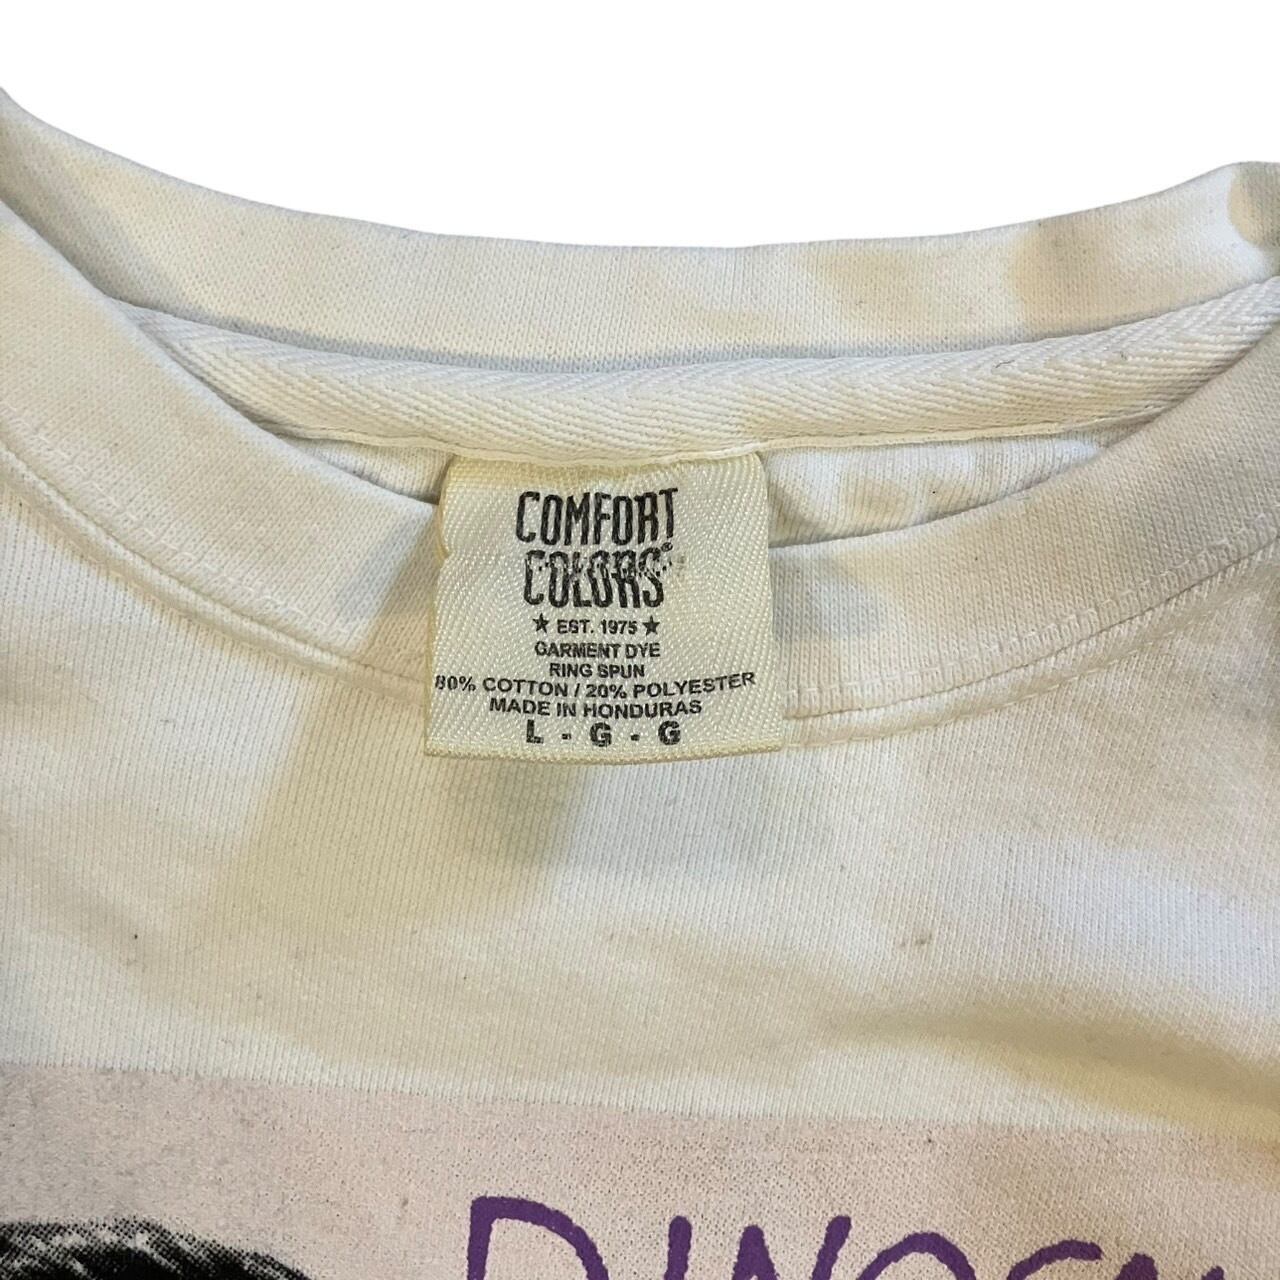 COMFORT
COLORS®
★ EST. 1975 ★
GARMENT DYE
RING SPUN
80% COTTON / 20% POLYESTER
MADE IN HONDURAS
L - G - G